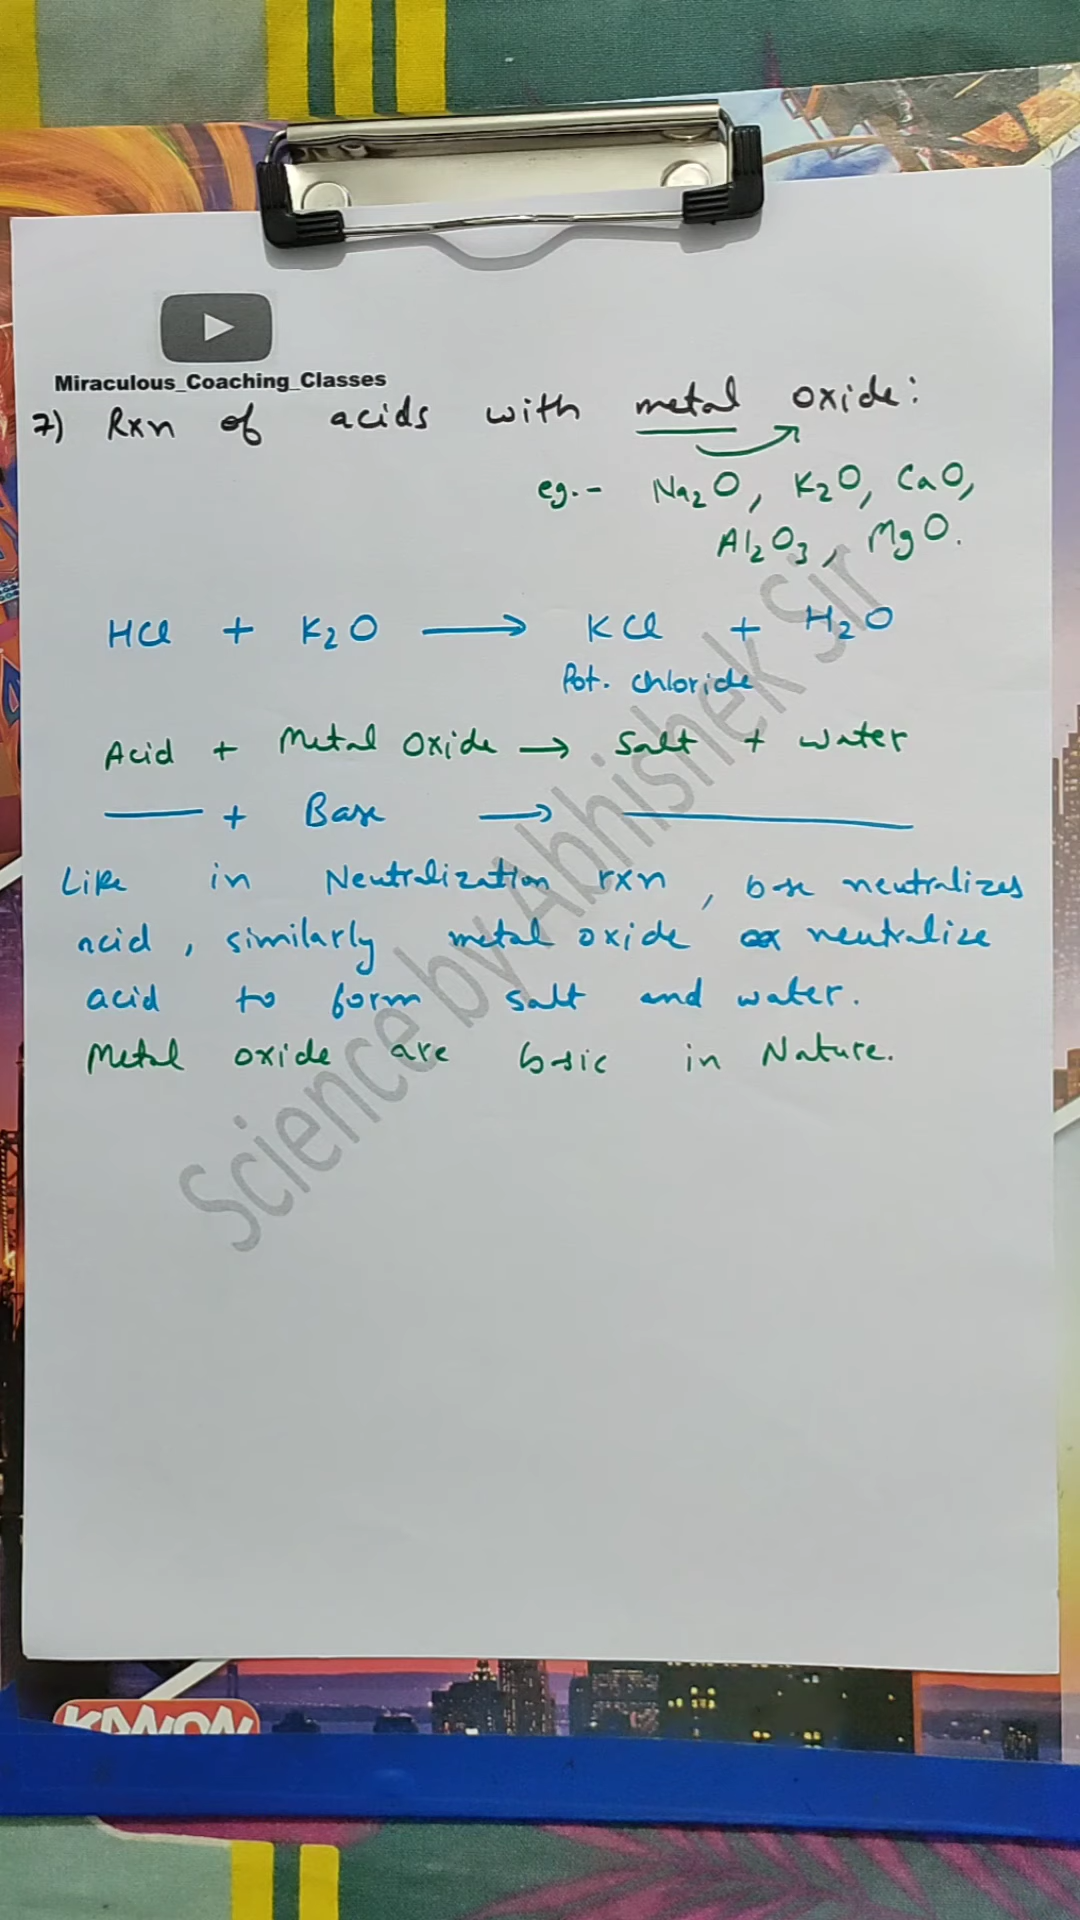 Miraculous_Coaching_Classes
7) Rxn of acids with metal oxide:
eg.- Na₂O, K₂O, CaO,
Al₂O₃, MgO.
HCl + K₂O ⟶ KCl + H₂O
Pot. chloride
Acid + Metal Oxide → Salt + water
—— + Base → ————
Like in Neutralization rxn, base neutralizes
acid, similarly metal oxide neutralize
acid to form salt and water.
Metal oxide are basic in Nature.
Science by Abhishek Sir